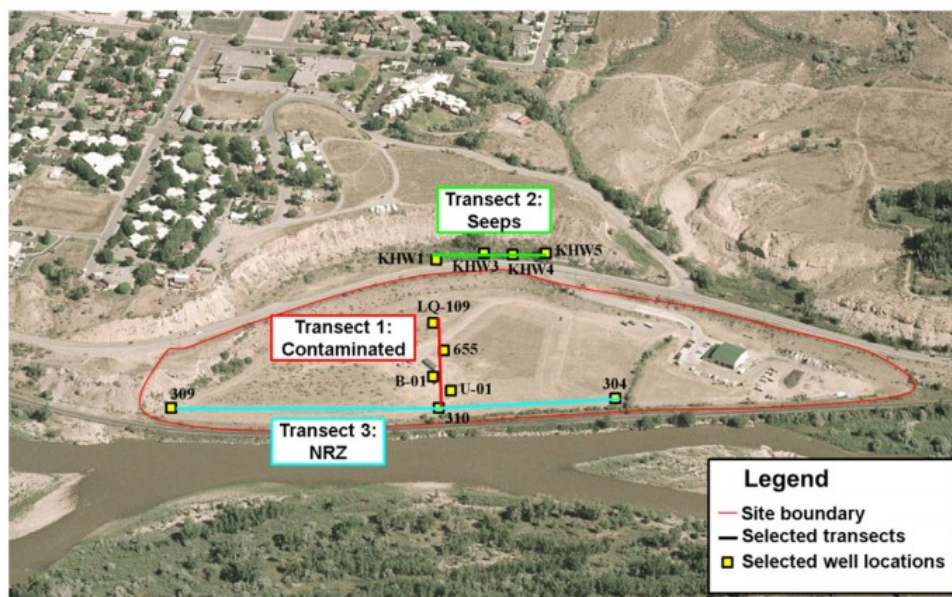 Transect 2:
Seeps
KHW1
KHW3
KHW4
KHW5
LQ-109
Transect 1:
Contaminated
655
B-01
U-01
309
310
304
Transect 3:
NRZ
Legend
Site boundary
Selected transects
Selected well locations